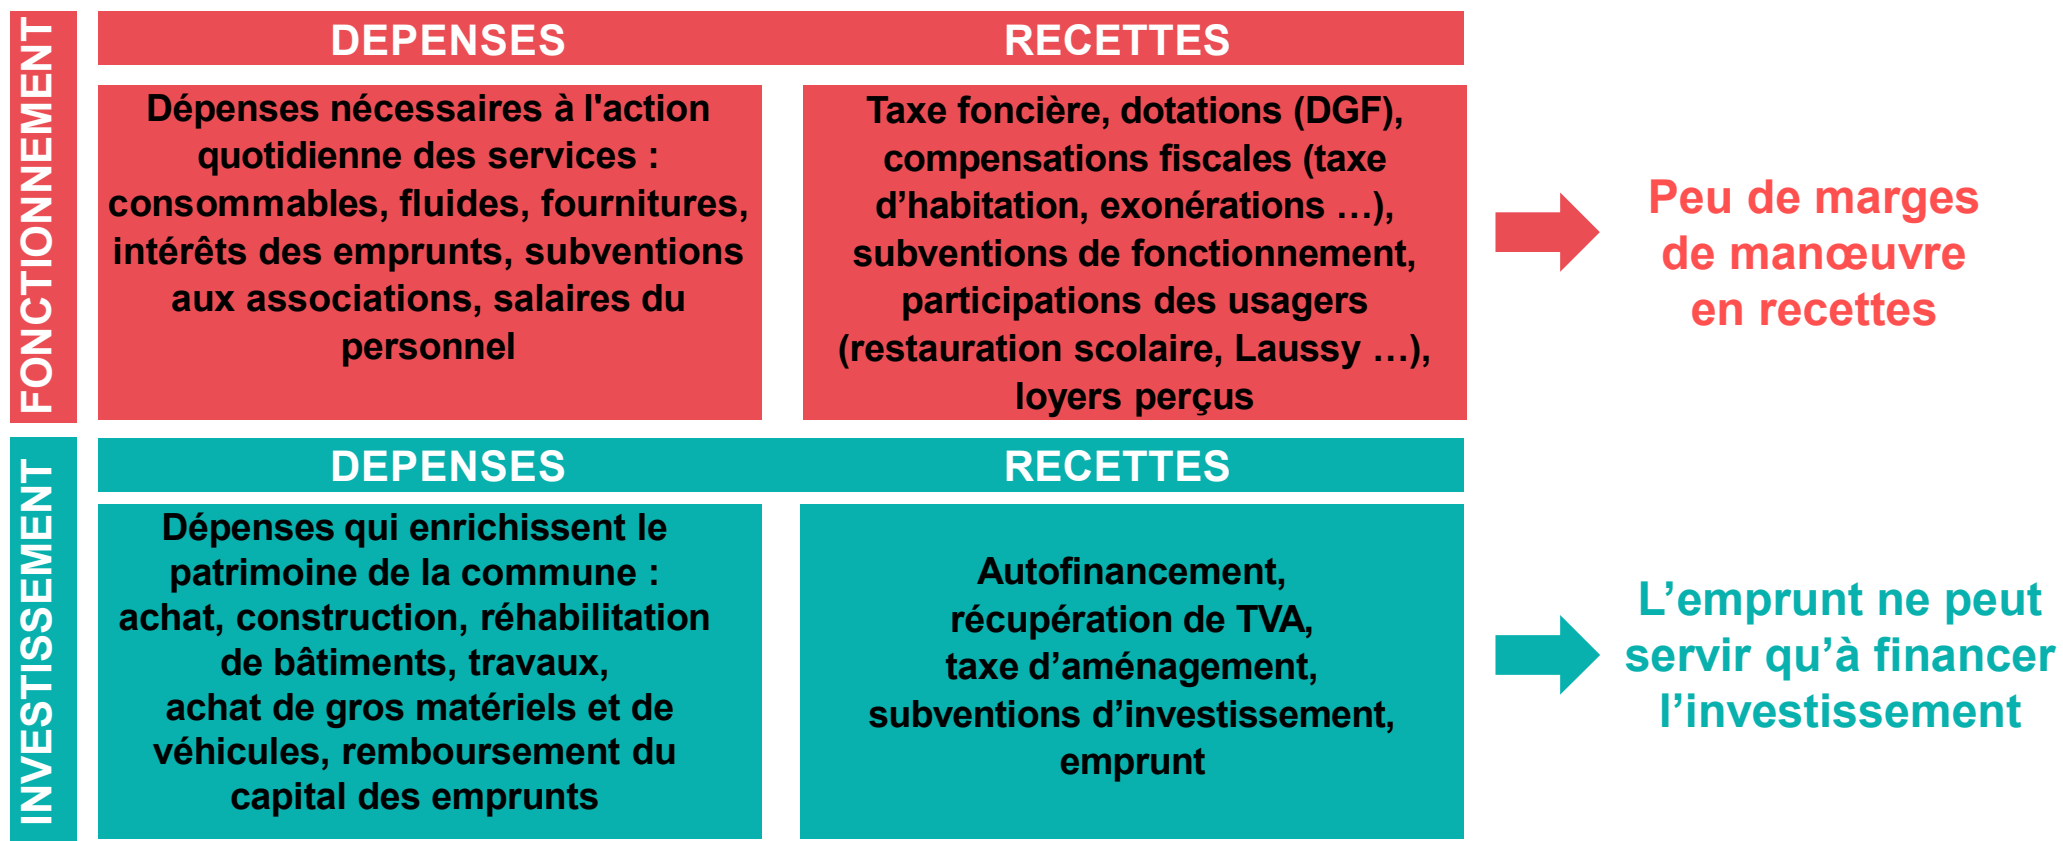 FONCTIONNEMENT
DEPENSES
RECETTES
Dépenses nécessaires à l'action
quotidienne des services :
consommables, fluides, fournitures,
intérêts des emprunts, subventions
aux associations, salaires du
personnel
Taxe foncière, dotations (DGF),
compensations fiscales (taxe
d’habitation, exonérations …),
subventions de fonctionnement,
participations des usagers
(restauration scolaire, Laussy …),
loyers perçus
Peu de marges
de manœuvre
en recettes
INVESTISSEMENT
DEPENSES
RECETTES
Dépenses qui enrichissent le
patrimoine de la commune :
achat, construction, réhabilitation
de bâtiments, travaux,
achat de gros matériels et de
véhicules, remboursement du
capital des emprunts
Autofinancement,
récupération de TVA,
taxe d’aménagement,
subventions d’investissement,
emprunt
L’emprunt ne peut
servir qu’à financer
l’investissement